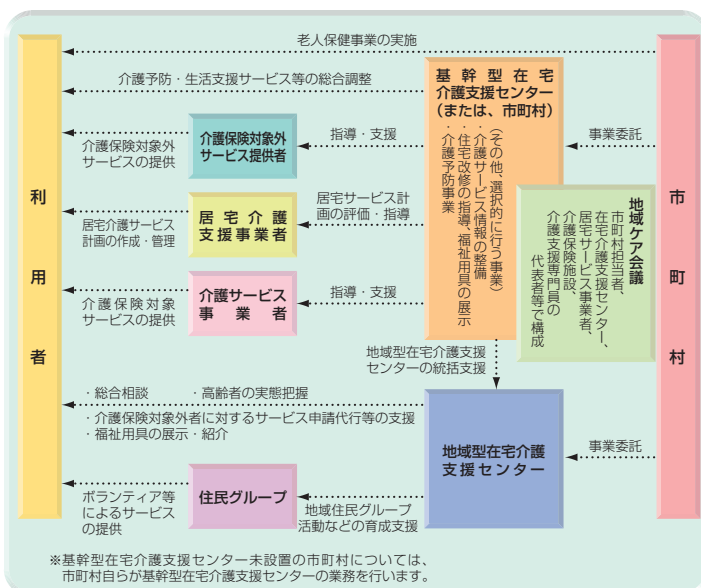 老人保健事業の実施
介護予防・生活支援サービス等の総合調整
基幹型在宅
介護支援センター
(または、市町村)
(その他、選択的に行う事業)
・介護サービス情報の整備
・住宅改修の指導、福祉用具の展示
・介護予防事業
利用者
市町村
事業委託
介護保険対象外
サービスの提供
介護保険対象外
サービス提供者
指導・支援
居宅介護サービス
計画の作成・管理
居宅介護
支援事業者
居宅サービス計
画の評価・指導
地域ケア会議
市町村担当者、
在宅介護支援センター、
居宅サービス事業者、
介護保険施設、
介護支援専門員の
代表者等で構成
介護保険対象
サービスの提供
介護サービス
事業者
指導・支援
地域型在宅介護支援
センターの統括支援
・総合相談 ・高齢者の実態把握
・介護保険対象外者に対するサービス申請代行等の支援
・福祉用具の展示・紹介
地域型在宅介護
支援センター
事業委託
ボランティア等
によるサービス
の提供
住民グループ
地域住民グループ
活動などの育成支援
※基幹型在宅介護支援センター未設置の市町村については、
市町村自らが基幹型在宅介護支援センターの業務を行います。